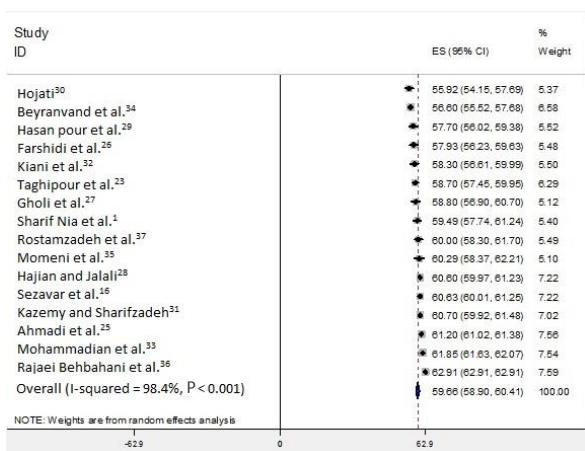 Study %
ID ES (95% CI) Weight
Hojati³⁰ 55.92 (54.15, 57.69) 5.37
Beyranvand et al.³⁴ 56.60 (55.52, 57.68) 6.58
Hasan pour et al.²⁹ 57.70 (56.02, 59.38) 5.52
Farshidi et al.²⁶ 57.93 (56.23, 59.63) 5.48
Kiani et al.³² 58.30 (56.61, 59.99) 5.50
Taghipour et al.²³ 58.70 (57.45, 59.95) 6.29
Gholi et al.²⁷ 58.80 (56.90, 60.70) 5.12
Sharif Nia et al.¹ 59.49 (57.74, 61.24) 5.40
Rostamzadeh et al.³⁷ 60.00 (58.30, 61.70) 5.49
Momeni et al.³⁵ 60.29 (58.37, 62.21) 5.10
Hajian and Jalali²⁸ 60.60 (59.97, 61.23) 7.22
Sezavar et al.¹⁶ 60.63 (60.01, 61.25) 7.22
Kazemy and Sharifzadeh³¹ 60.70 (59.92, 61.48) 7.02
Ahmadi et al.²⁵ 61.20 (61.02, 61.38) 7.56
Mohammadian et al.³³ 61.85 (61.63, 62.07) 7.54
Rajaei Behbahani et al.³⁶ 62.91 (62.91, 62.91) 7.59
Overall (I-squared = 98.4%, P < 0.001) 59.66 (58.90, 60.41) 100.00
NOTE: Weights are from random effects analysis
-62.9 0 62.9